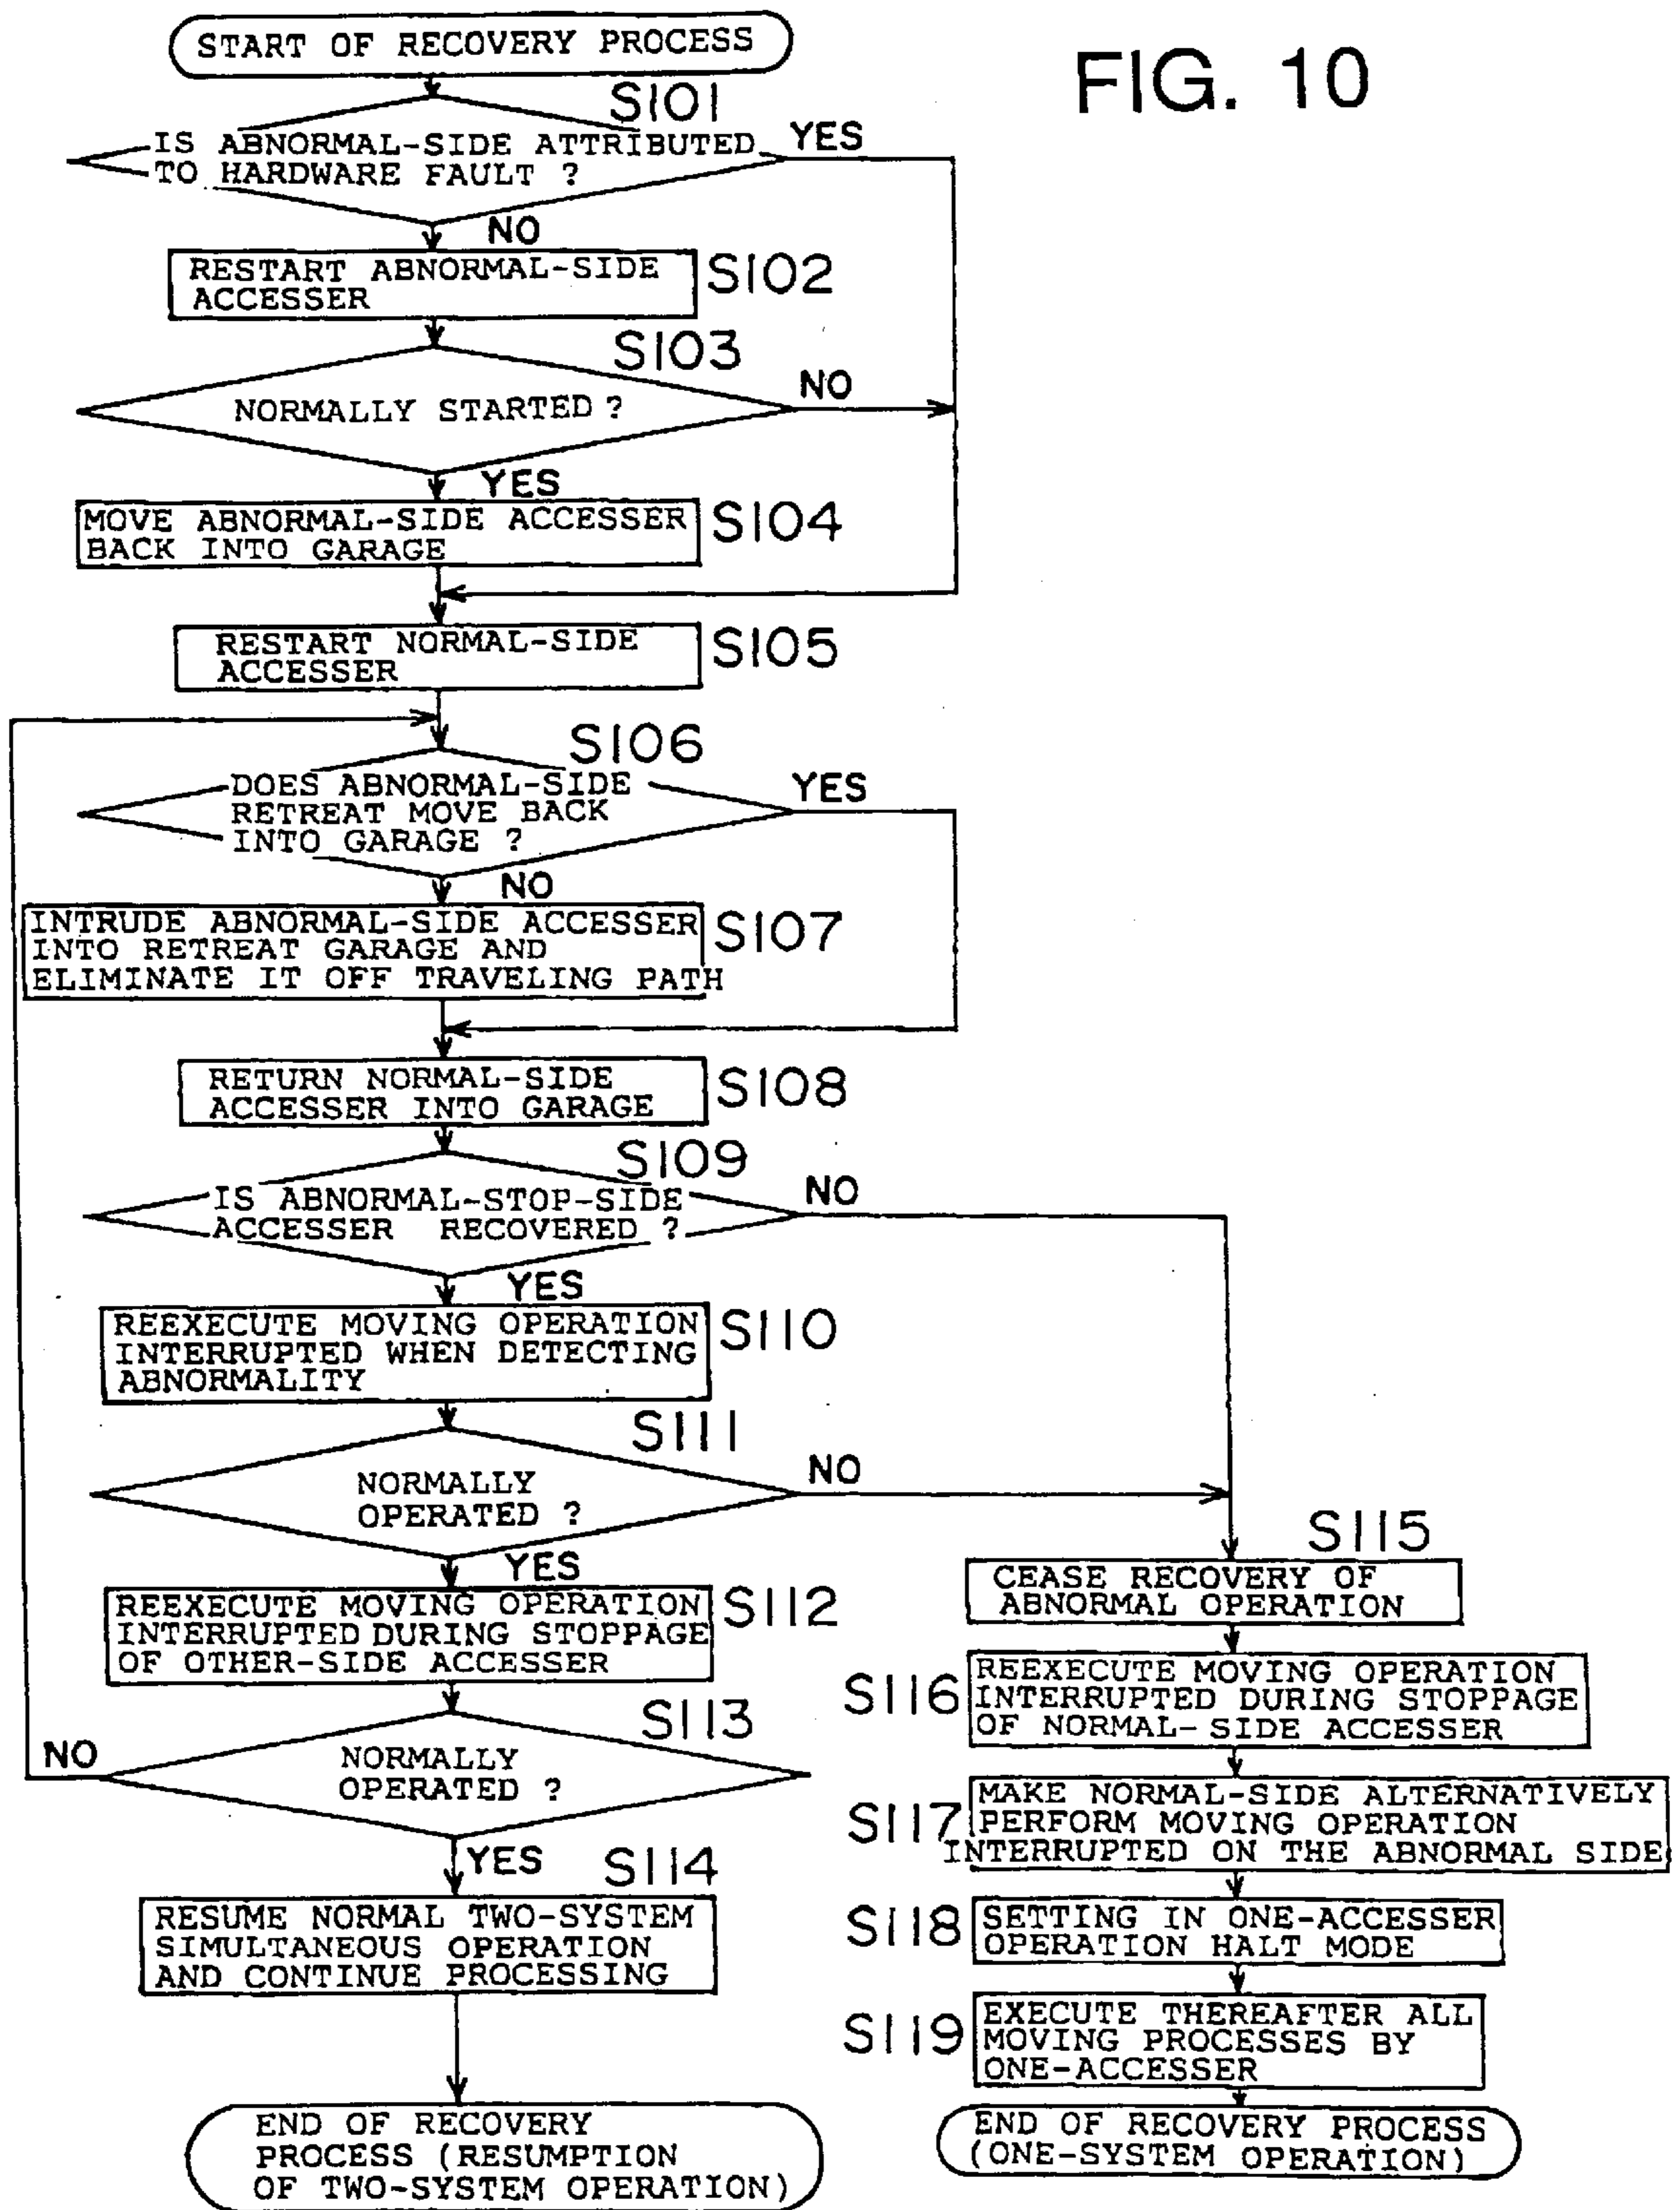 START OF RECOVERY PROCESS
FIG. 10
S101
IS ABNORMAL-SIDE ATTRIBUTED
TO HARDWARE FAULT ?
YES
NO
RESTART ABNORMAL-SIDE
ACCESSER
S102
S103
NORMALLY STARTED ?
NO
YES
MOVE ABNORMAL-SIDE ACCESSER
BACK INTO GARAGE
S104
RESTART NORMAL-SIDE
ACCESSER
S105
S106
DOES ABNORMAL-SIDE
RETREAT MOVE BACK
INTO GARAGE ?
YES
NO
INTRUDE ABNORMAL-SIDE ACCESSER
INTO RETREAT GARAGE AND
ELIMINATE IT OFF TRAVELING PATH
S107
RETURN NORMAL-SIDE
ACCESSER INTO GARAGE
S108
S109
IS ABNORMAL-STOP-SIDE
ACCESSER RECOVERED ?
NO
YES
REEXECUTE MOVING OPERATION
INTERRUPTED WHEN DETECTING
ABNORMALITY
S110
S111
NORMALLY
OPERATED ?
NO
YES
REEXECUTE MOVING OPERATION
INTERRUPTED DURING STOPPAGE
OF OTHER-SIDE ACCESSER
S112
S113
NORMALLY
OPERATED ?
NO
YES
S114
RESUME NORMAL TWO-SYSTEM
SIMULTANEOUS OPERATION
AND CONTINUE PROCESSING
END OF RECOVERY
PROCESS (RESUMPTION
OF TWO-SYSTEM OPERATION)
S115
CEASE RECOVERY OF
ABNORMAL OPERATION
S116
REEXECUTE MOVING OPERATION
INTERRUPTED DURING STOPPAGE
OF NORMAL-SIDE ACCESSER
S117
MAKE NORMAL-SIDE ALTERNATIVELY
PERFORM MOVING OPERATION
INTERRUPTED ON THE ABNORMAL SIDE
S118
SETTING IN ONE-ACCESSER
OPERATION HALT MODE
S119
EXECUTE THEREAFTER ALL
MOVING PROCESSES BY
ONE-ACCESSER
END OF RECOVERY PROCESS
(ONE-SYSTEM OPERATION)